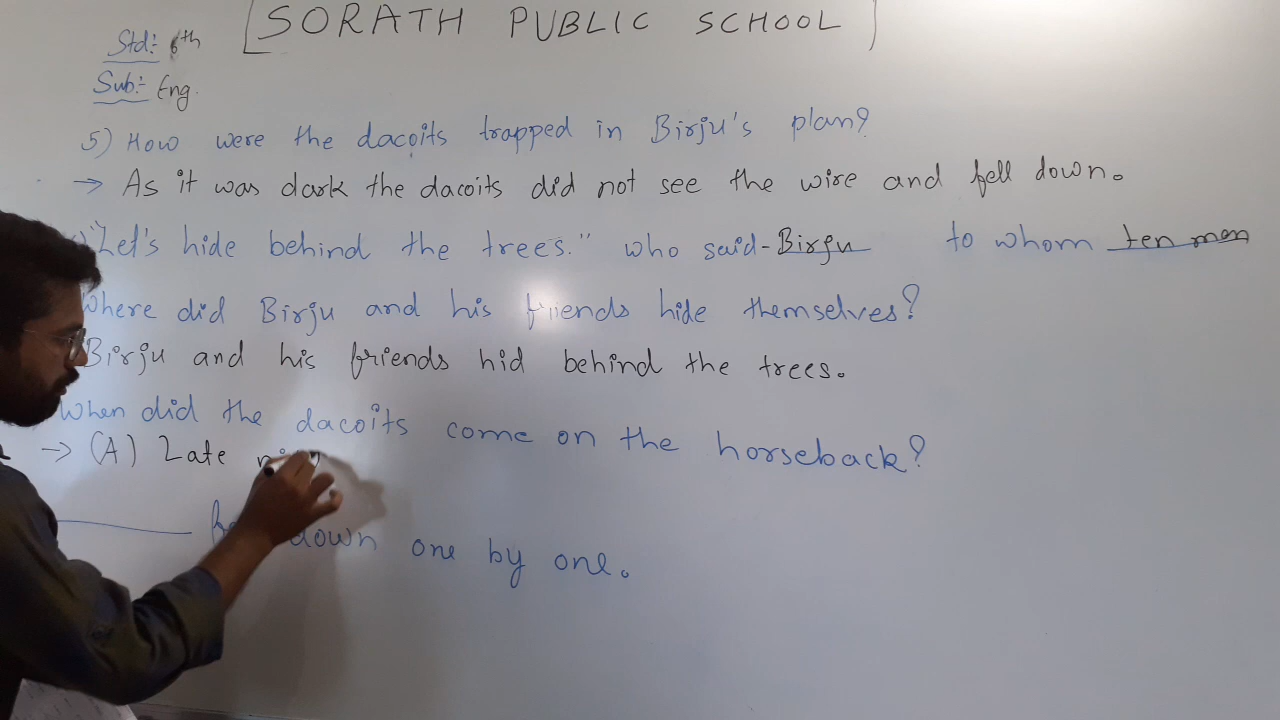 [SORATH PUBLIC SCHOOL]
Std:- 6th
Sub:- Eng.
5) How were the dacoits trapped in Birju's plan?
→ As it was dark the dacoits did not see the wire and fell down.
"Let's hide behind the trees." who said - Birju to whom ten men
Where did Birju and his friends hide themselves?
Birju and his friends hid behind the trees.
When did the dacoits come on the horseback?
→ (A) Late
down one by one.